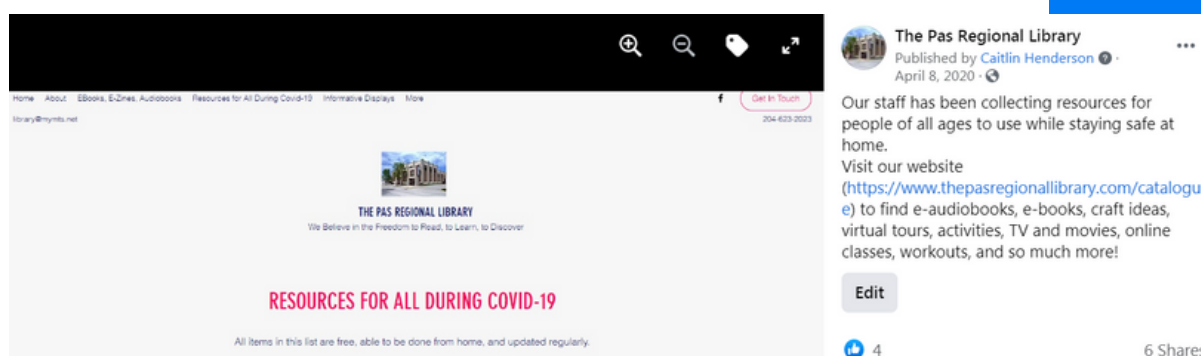 Home About EBooks, E-Zines, Audiobooks Resources for All During Covid-19 Informative Displays More Get In Touch
library@mymts.net 204-623-2023
THE PAS REGIONAL LIBRARY
We Believe in the Freedom to Read, to Learn, to Discover
RESOURCES FOR ALL DURING COVID-19
All items in this list are free, able to be done from home, and updated regularly.
The Pas Regional Library
Published by Caitlin Henderson ·
April 8, 2020 ·
Our staff has been collecting resources for
people of all ages to use while staying safe at
home.
Visit our website
(https://www.thepasregionallibrary.com/catalogu
e) to find e-audiobooks, e-books, craft ideas,
virtual tours, activities, TV and movies, online
classes, workouts, and so much more!
Edit
4 6 Shares